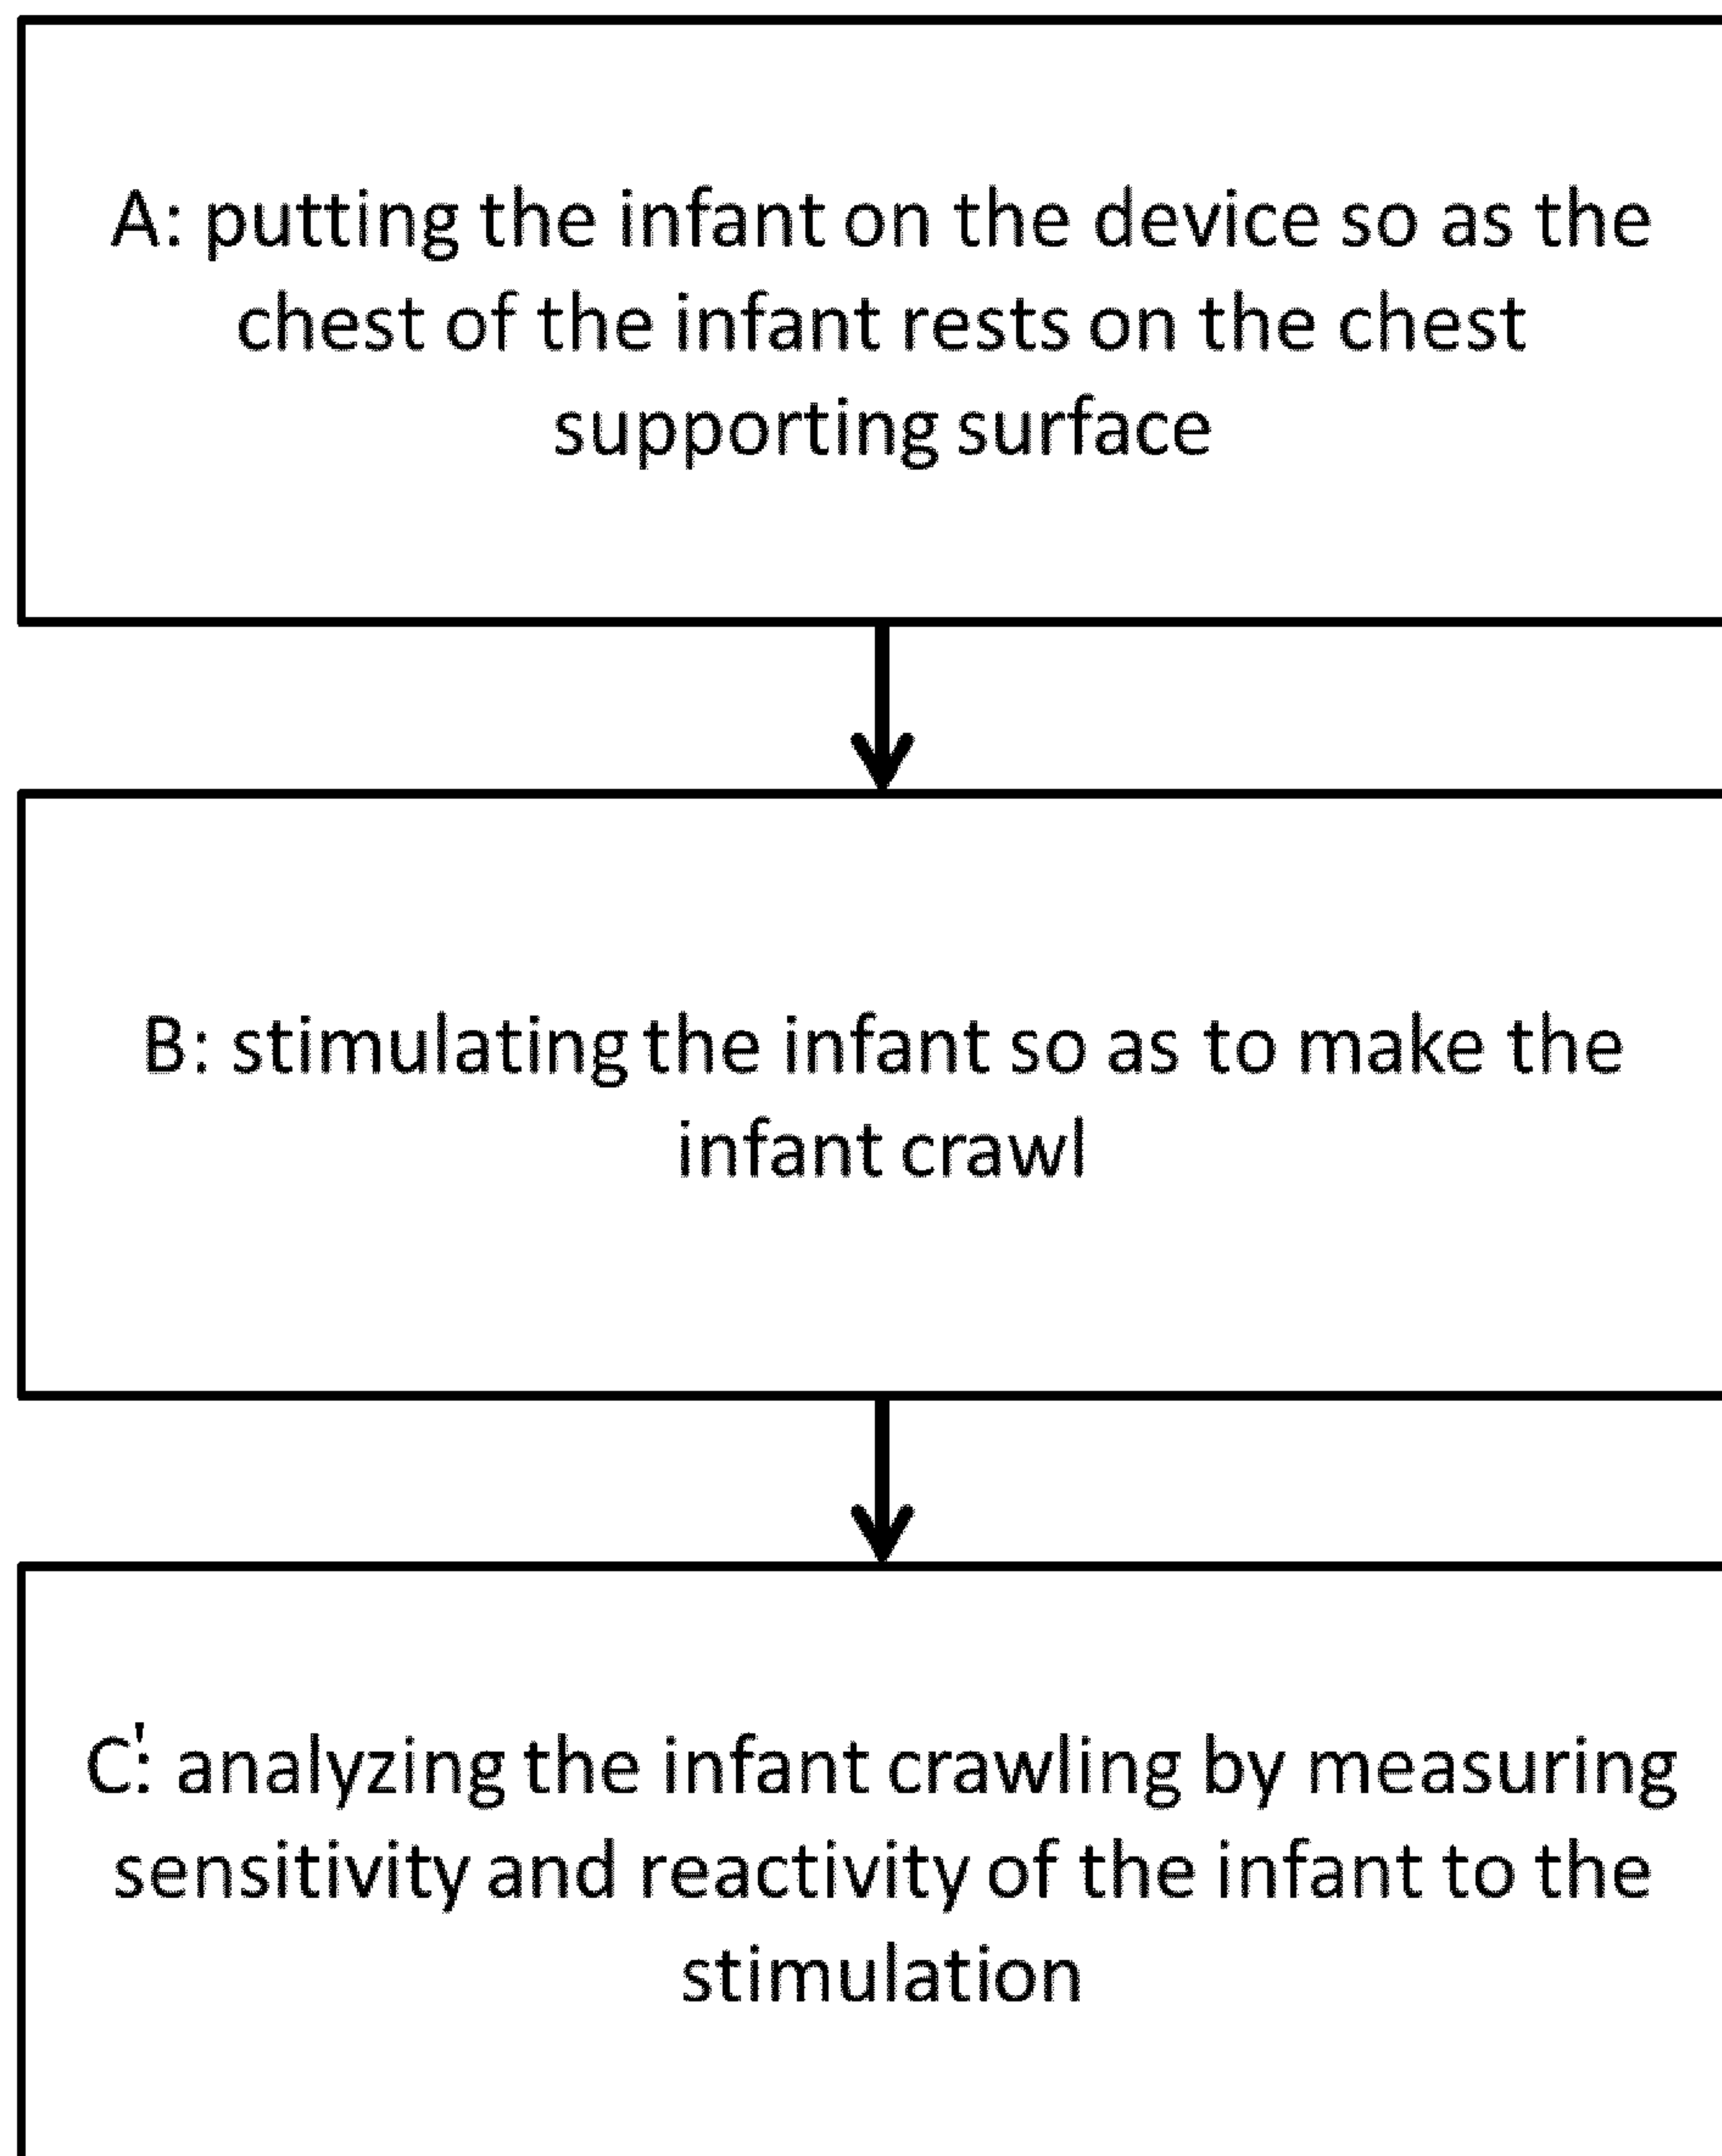 A: putting the infant on the device so as the
chest of the infant rests on the chest
supporting surface
B: stimulating the infant so as to make the
infant crawl
C': analyzing the infant crawling by measuring
sensitivity and reactivity of the infant to the
stimulation